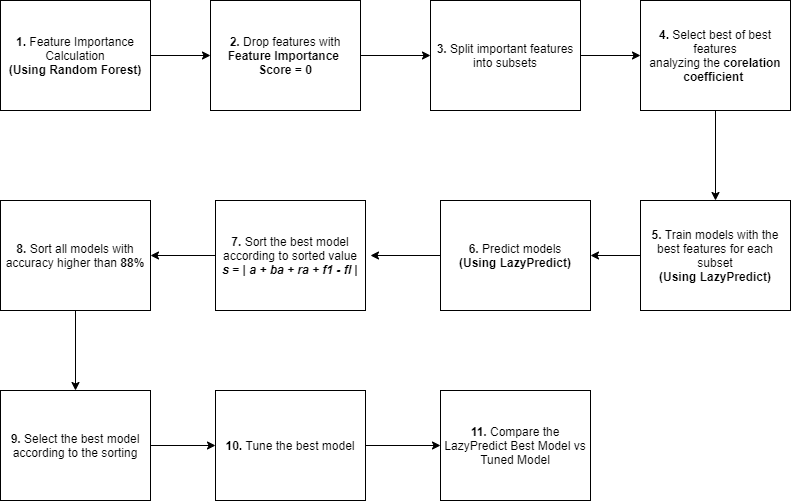 1. Feature Importance
Calculation
(Using Random Forest)
2. Drop features with
Feature Importance
Score = 0
3. Split important features
into subsets
4. Select best of best
features
analyzing the corelation
coefficient
5. Train models with the
best features for each
subset
(Using LazyPredict)
6. Predict models
(Using LazyPredict)
7. Sort the best model
according to sorted value
s = | a + ba + ra + f1 - fl |
8. Sort all models with
accuracy higher than 88%
9. Select the best model
according to the sorting
10. Tune the best model
11. Compare the
LazyPredict Best Model vs
Tuned Model